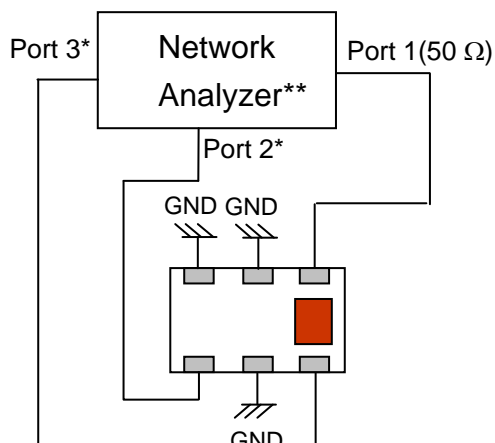 Port 3*
Network
Analyzer**
Port 1(50 Ω)
Port 2*
GND GND
GND